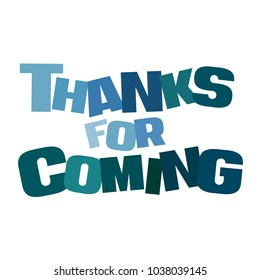 THANKS
FOR
COMING
shutterstock.com · 1038039145